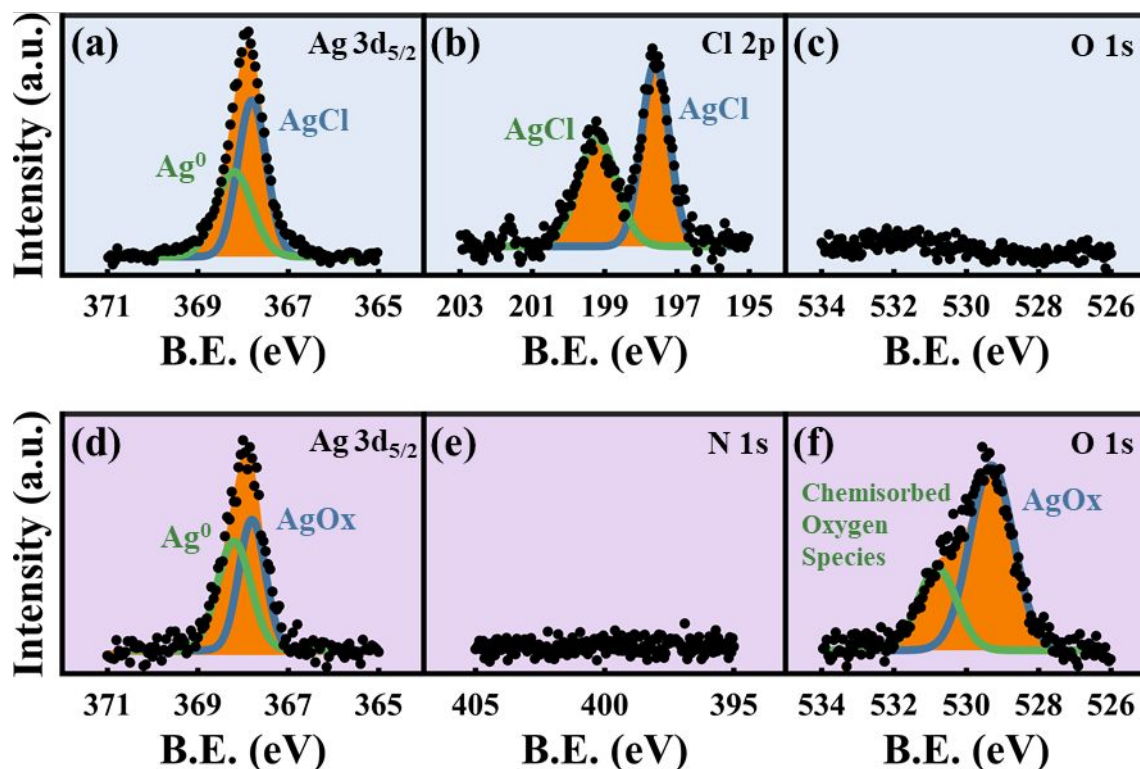 (a)
Ag 3d5/2
AgCl
Ag⁰
(b)
Cl 2p
AgCl
AgCl
(c)
O 1s
Intensity (a.u.)
371 369 367 365
203 201 199 197 195
534 532 530 528 526
B.E. (eV)
B.E. (eV)
B.E. (eV)
(d)
Ag 3d5/2
AgOx
Ag⁰
(e)
N 1s
(f)
O 1s
Chemisorbed
Oxygen
Species
AgOx
Intensity (a.u.)
371 369 367 365
405 400 395
534 532 530 528 526
B.E. (eV)
B.E. (eV)
B.E. (eV)